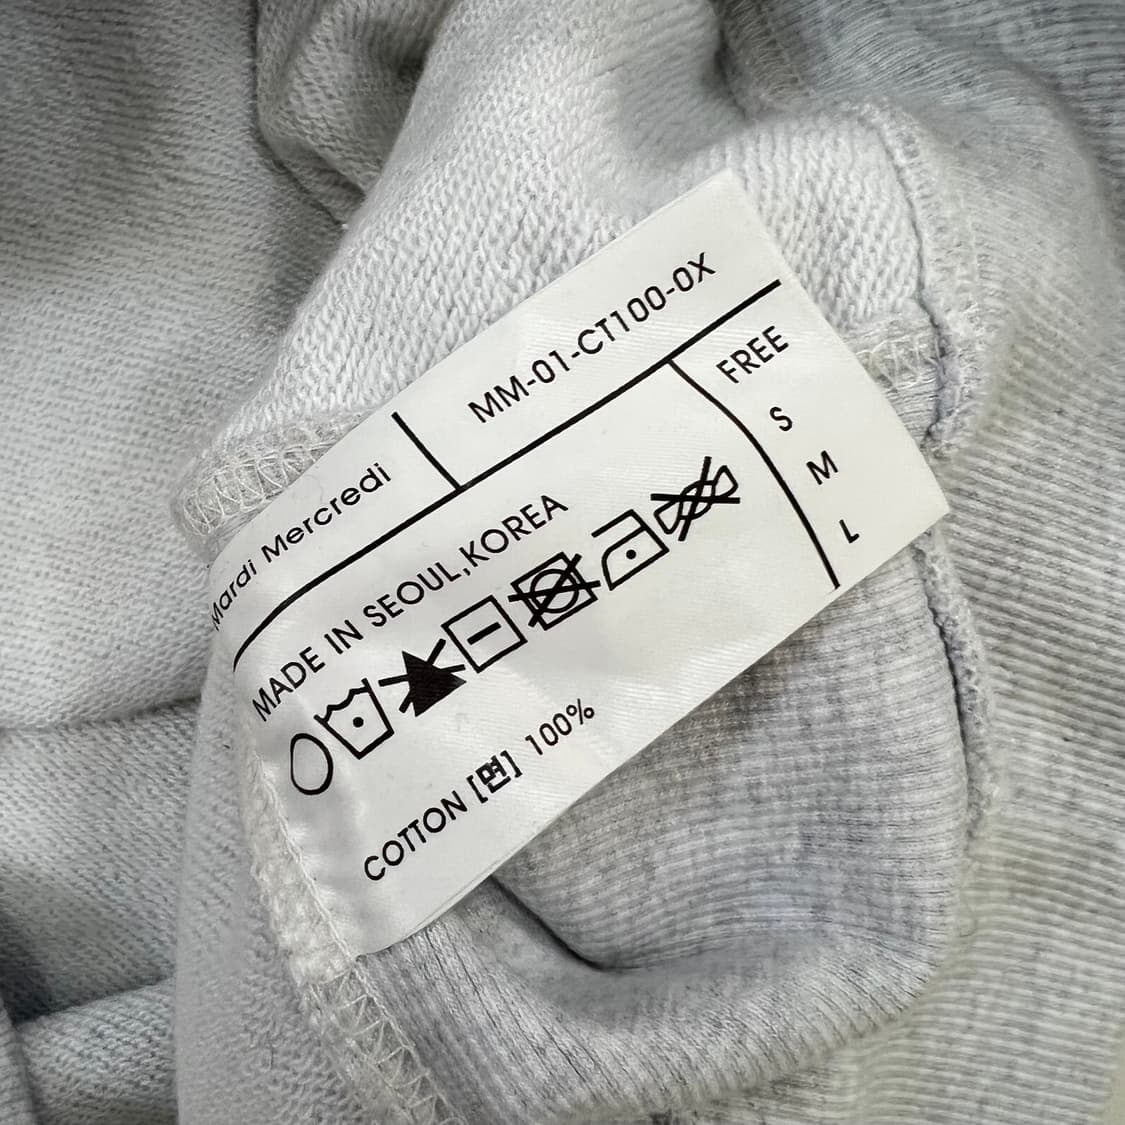 Mardi Mercredi
MM-01-CT100-0X
MADE IN SEOUL,KOREA
COTTON [면] 100%
FREE
S
M
L